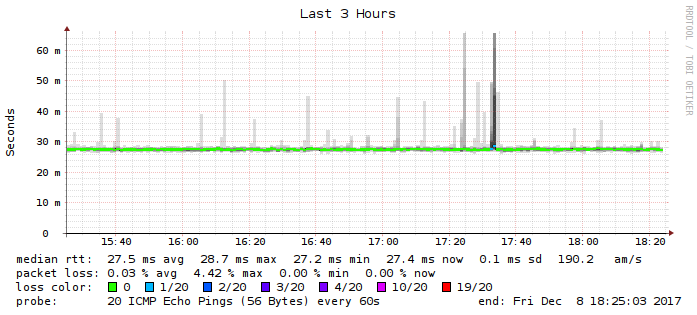 Last 3 Hours
RRDTOOL / TOBI OETIKER
Seconds
60 m
50 m
40 m
30 m
20 m
10 m
0
15:40 16:00 16:20 16:40 17:00 17:20 17:40 18:00 18:20
median rtt: 27.5 ms avg 28.7 ms max 27.2 ms min 27.4 ms now 0.1 ms sd 190.2 am/s
packet loss: 0.03 % avg 4.42 % max 0.00 % min 0.00 % now
loss color: 0 1/20 2/20 3/20 4/20 10/20 19/20
probe: 20 ICMP Echo Pings (56 Bytes) every 60s end: Fri Dec 8 18:25:03 2017